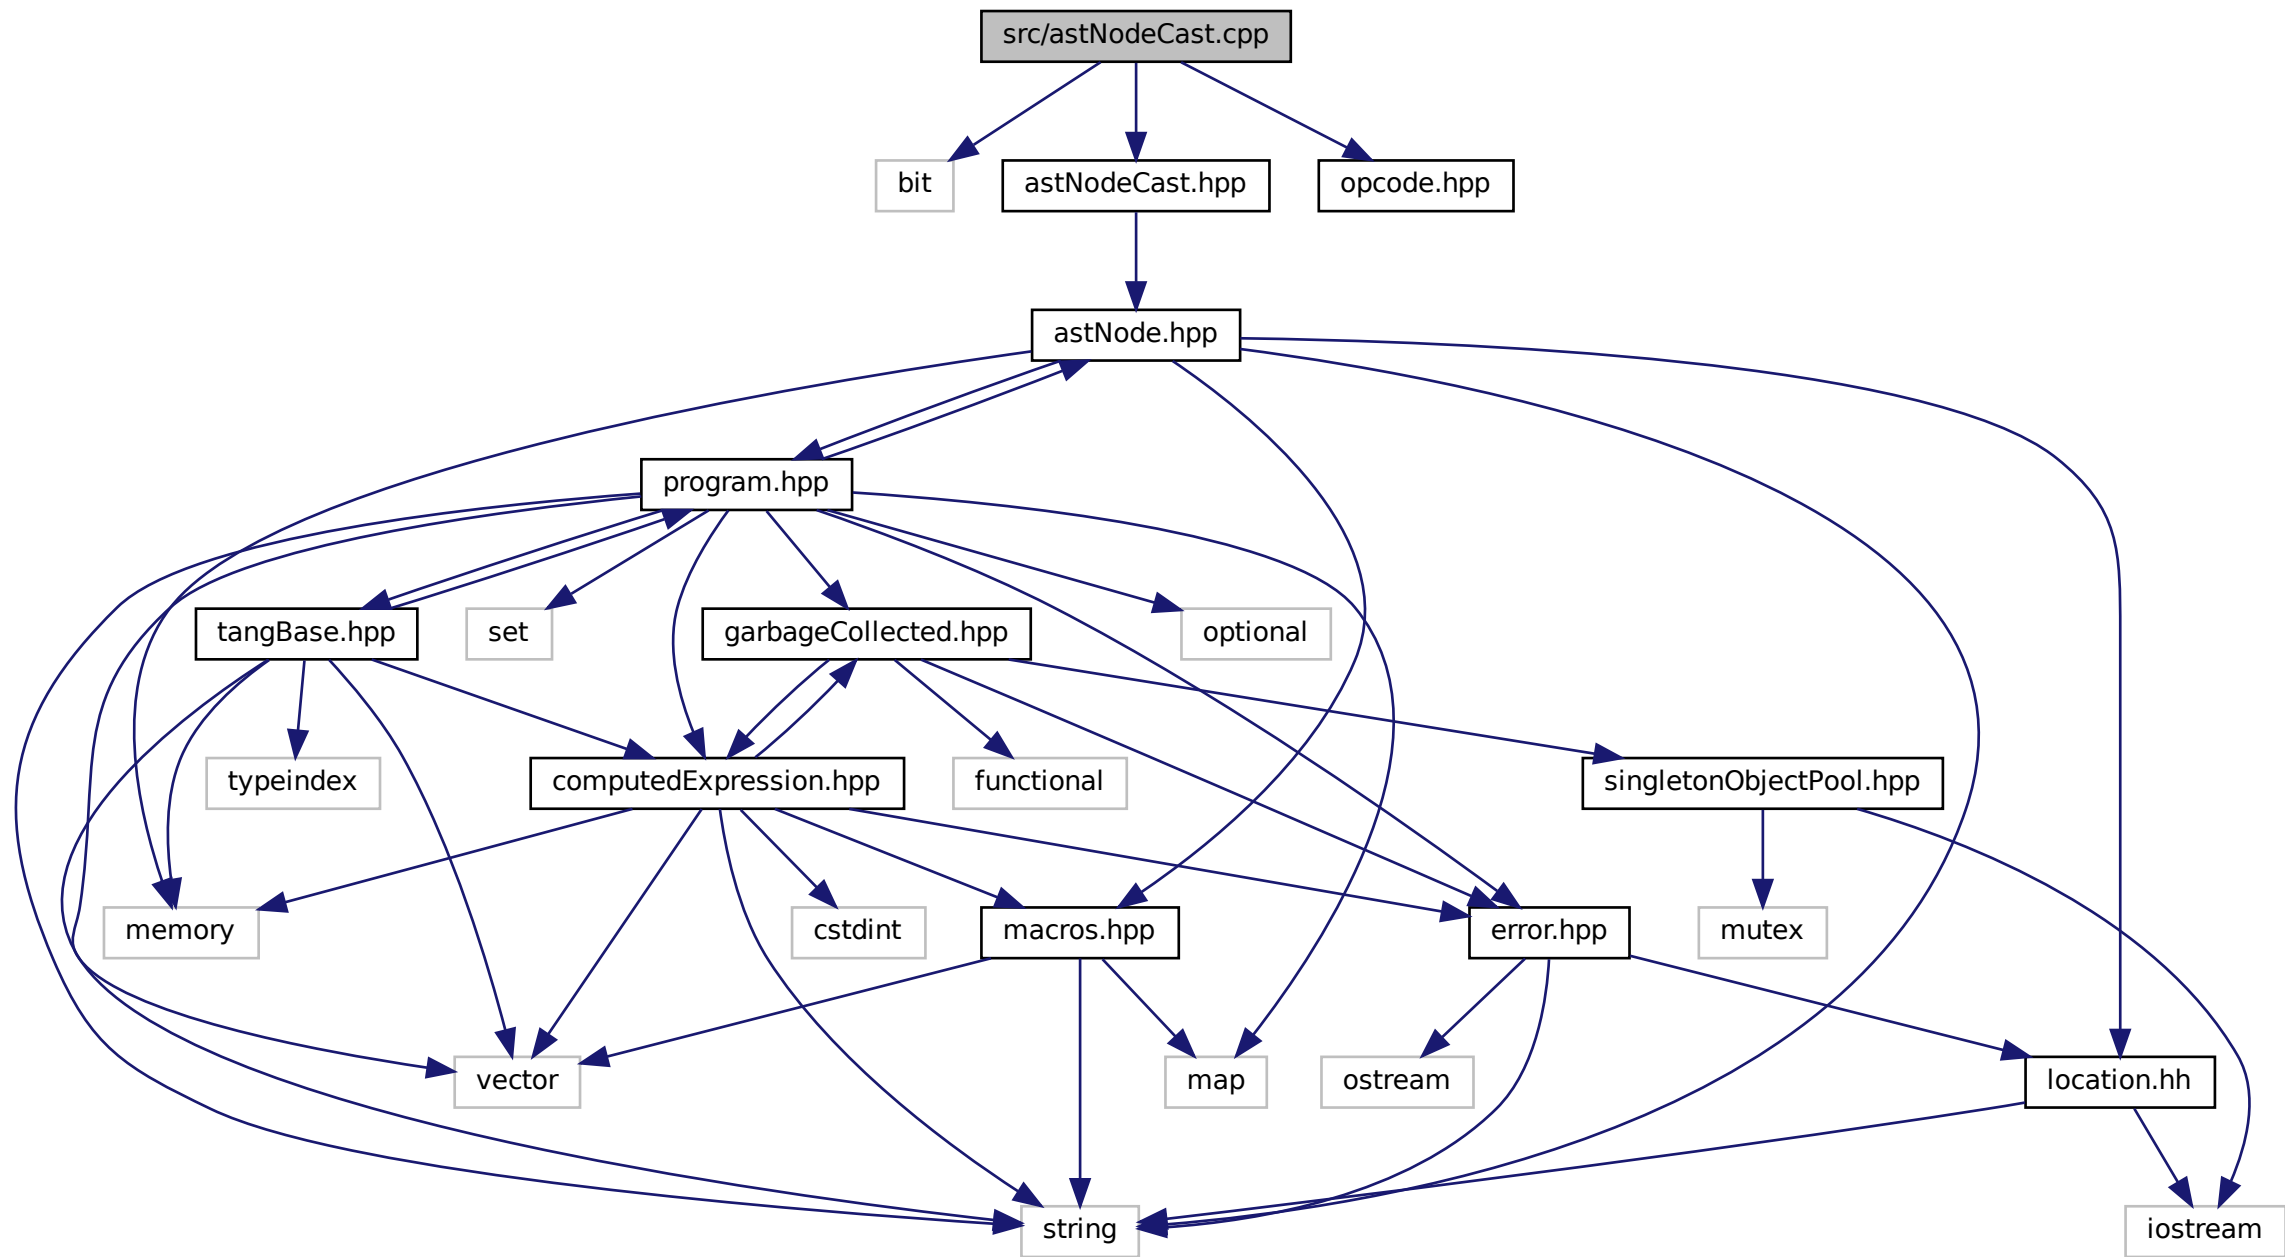 src/astNodeCast.cpp
bit
astNodeCast.hpp
opcode.hpp
astNode.hpp
program.hpp
tangBase.hpp
set
garbageCollected.hpp
optional
typeindex
computedExpression.hpp
functional
singletonObjectPool.hpp
memory
cstdint
macros.hpp
error.hpp
mutex
vector
map
ostream
location.hh
string
iostream